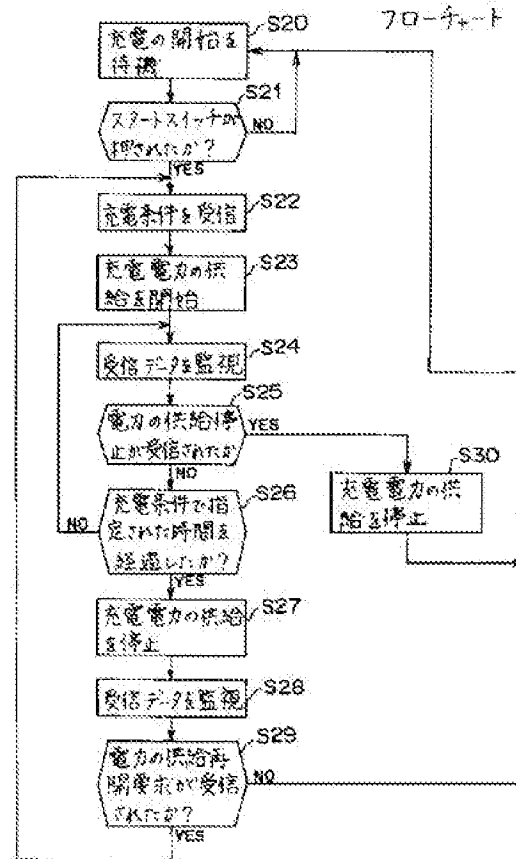 フローチャート
S20
充電の開始を
待機
S21
スタートスイッチが
押されたか?
NO
YES
S22
充電条件を受信
S23
充電電力の供
給を開始
S24
受信データを監視
S25
電力の供給停
止が受信されたか
YES
NO
S30
充電電力の供
給を停止
S26
充電条件で指
定された時間を
経過したか?
NO
YES
S27
充電電力の供給
を停止
S28
受信データを監視
S29
電力の供給再
開要求が受信
されたか?
NO
YES